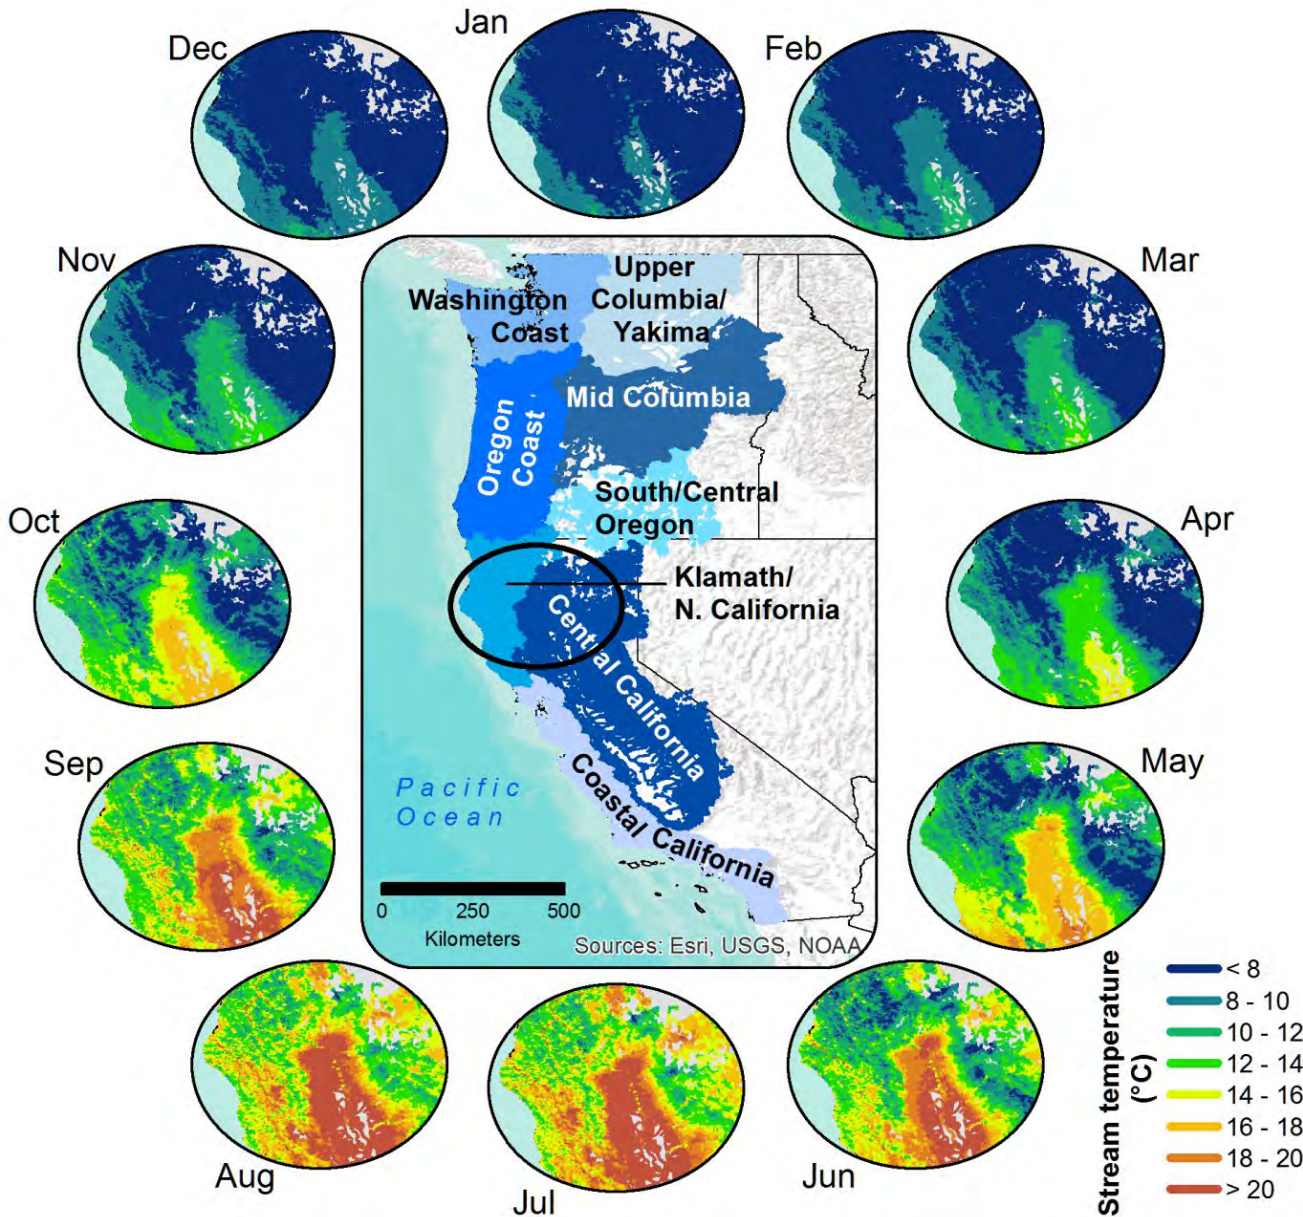 Jan
Dec
Feb
Nov
Mar
Oct
Apr
Sep
May
Aug
Jul
Jun
Washington
Coast
Upper
Columbia/
Yakima
Mid Columbia
Oregon
Coast
South/Central
Oregon
Klamath/
N. California
Central California
Coastal California
Pacific
Ocean
0 250 500
Kilometers
Sources: Esri, USGS, NOAA
Stream temperature
(°C)
< 8
8 - 10
10 - 12
12 - 14
14 - 16
16 - 18
18 - 20
> 20